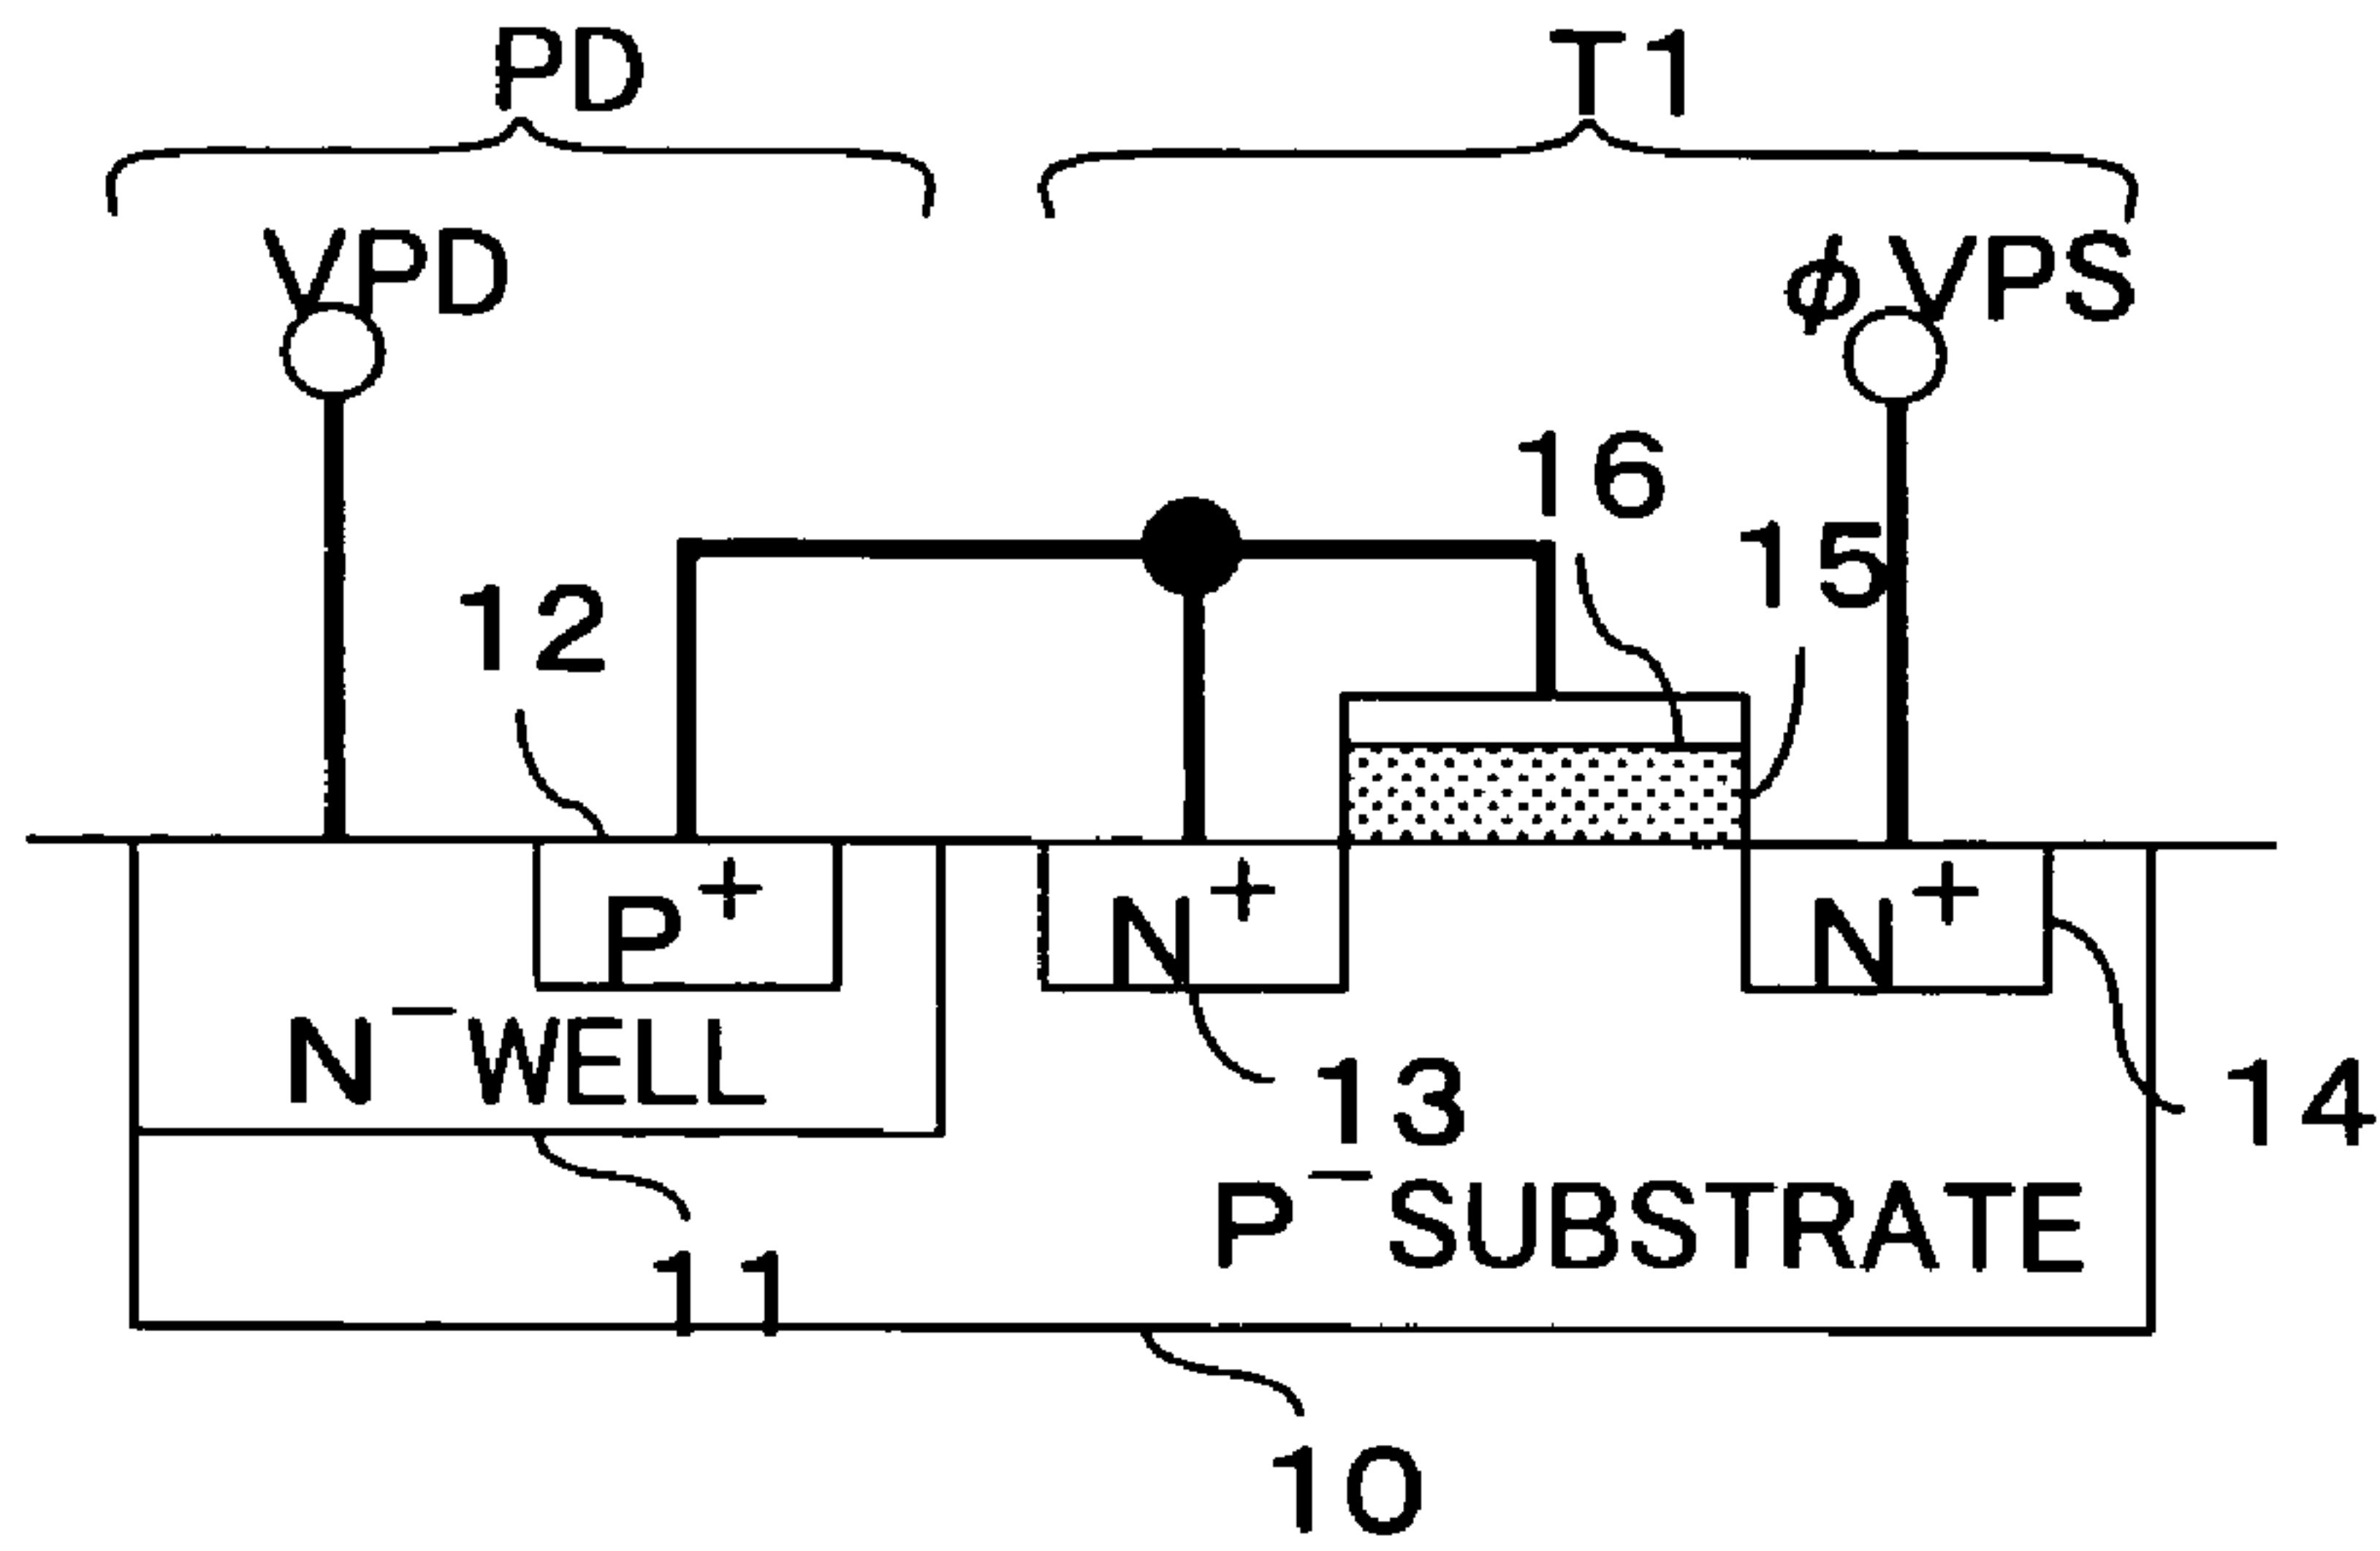 PD T1
VPD φVPS
16
15
12
P+ N+ N+
N− WELL
13 14
P− SUBSTRATE
11
10